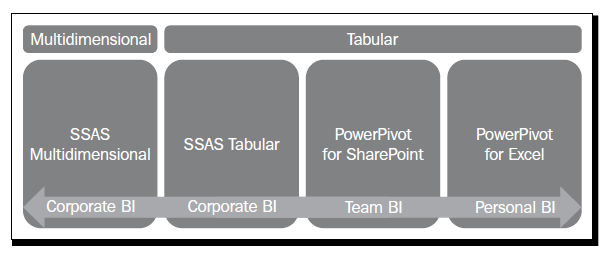 Multidimensional
Tabular
SSAS
Multidimensional
SSAS Tabular
PowerPivot
for SharePoint
PowerPivot
for Excel
Corporate BI
Corporate BI
Team BI
Personal BI